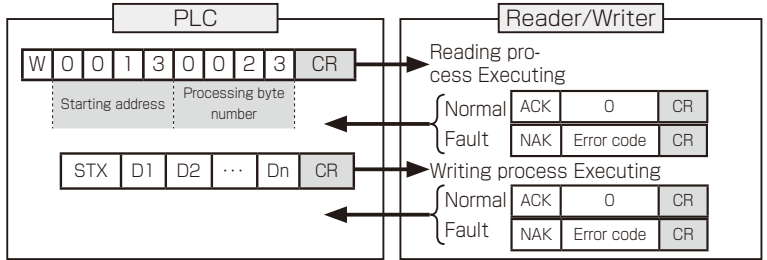 PLC
Reader/Writer
W 0 0 1 3 0 0 2 3 CR
Starting address
Processing byte
number
Reading pro-
cess Executing
Normal ACK 0 CR
Fault NAK Error code CR
STX D1 D2 ··· Dn CR
Writing process Executing
Normal ACK 0 CR
Fault NAK Error code CR